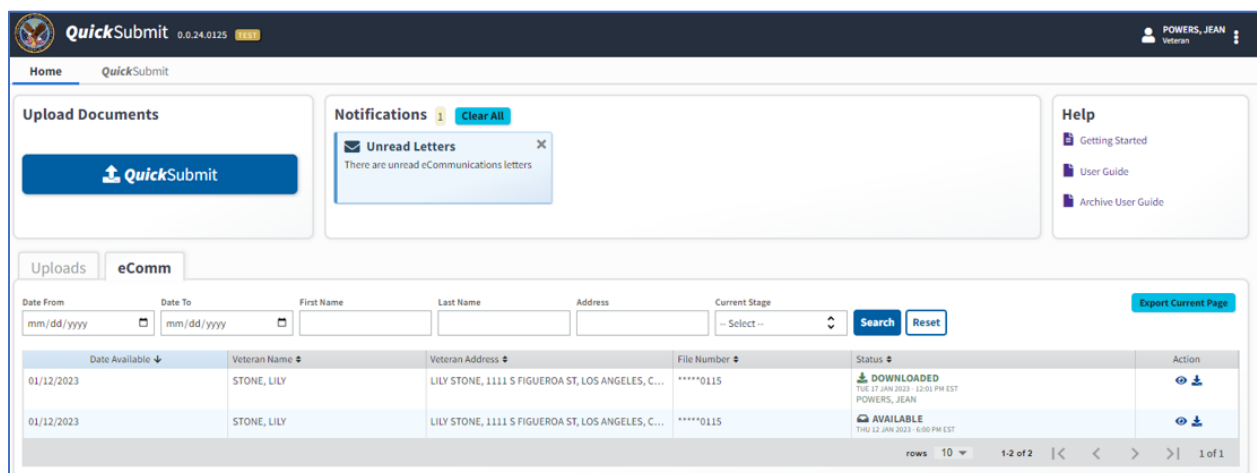 QuickSubmit 0.0.24.0125 TEST
POWERS, JEAN
Veteran
Home QuickSubmit
Upload Documents
QuickSubmit
Notifications 1 Clear All
Unread Letters
There are unread eCommunications letters
Help
Getting Started
User Guide
Archive User Guide
Uploads eComm
Date From Date To First Name Last Name Address Current Stage
mm/dd/yyyy mm/dd/yyyy -- Select -- Search Reset
Export Current Page
Date Available Veteran Name Veteran Address File Number Status Action
01/12/2023 STONE, LILY LILY STONE, 1111 S FIGUEROA ST, LOS ANGELES, C... *****0115 DOWNLOADED
TUE 17 JAN 2023 - 12:01 PM EST
POWERS, JEAN
01/12/2023 STONE, LILY LILY STONE, 1111 S FIGUEROA ST, LOS ANGELES, C... *****0115 AVAILABLE
THU 12 JAN 2023 - 6:00 PM EST
rows 10 1-2 of 2 1 of 1